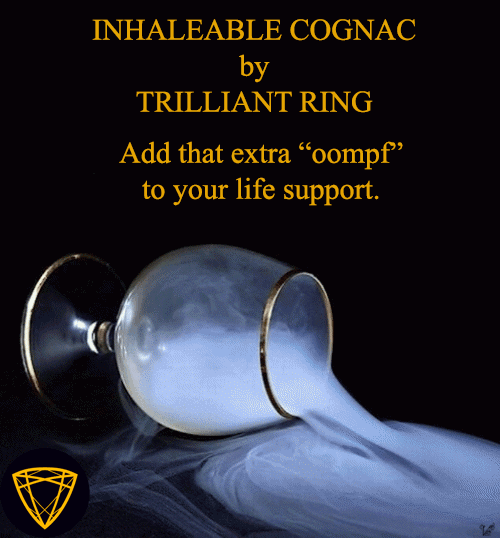 INHALEABLE COGNAC
by
TRILLIANT RING
Add that extra “oompf”
to your life support.